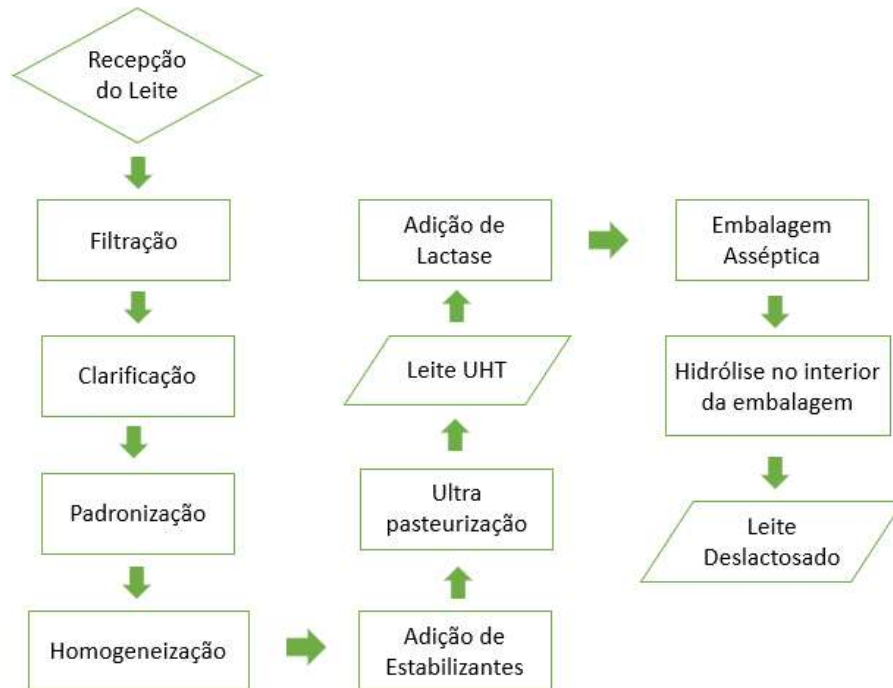 Recepção
do Leite
Filtração
Clarificação
Padronização
Homogeneização
Adição de
Estabilizantes
Ultra
pasteurização
Leite UHT
Adição de
Lactase
Embalagem
Asséptica
Hidrólise no interior
da embalagem
Leite
Deslactosado